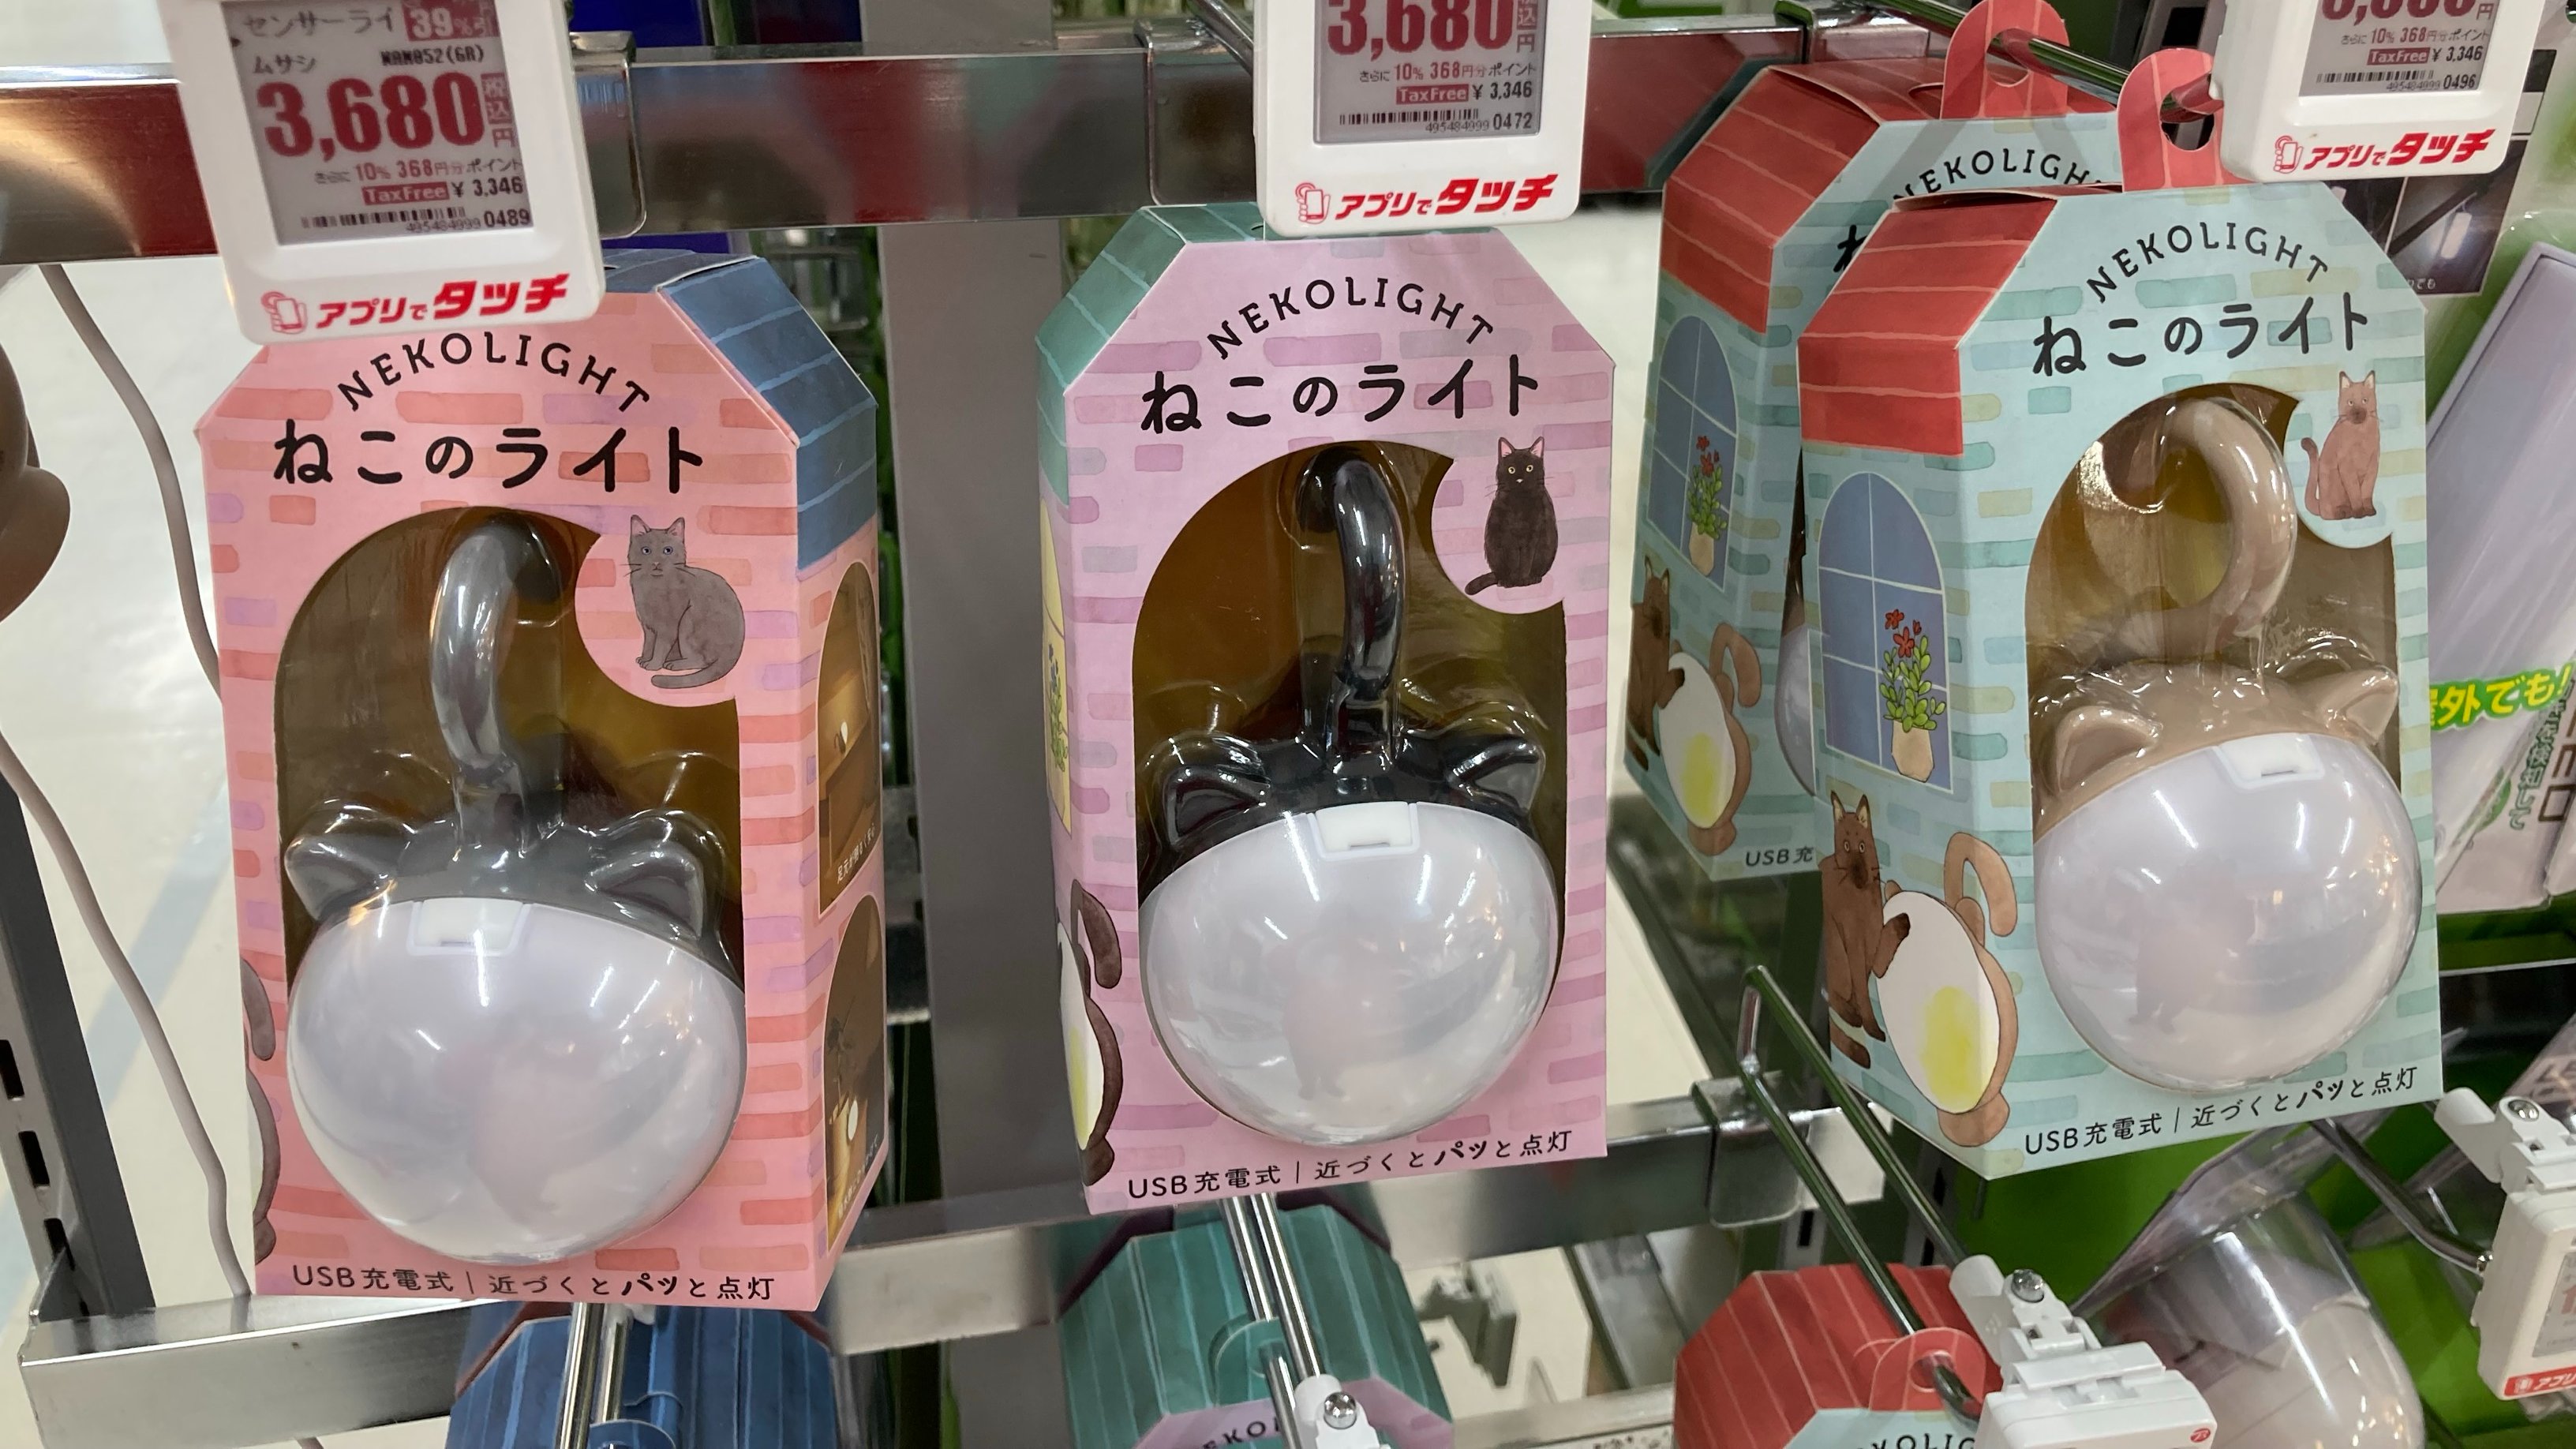 センサーライ 39%引
ムサシ NAM052(GR)
3,680 税込円
さらに 10% 368円分ポイント
TaxFree ¥ 3,346
495484999 0489
アプリでタッチ
3,680 税込円
さらに 10% 368円分ポイント
TaxFree ¥ 3,346
495484999 0472
アプリでタッチ
さらに 10% 368円分ポイント
TaxFree ¥ 3,346
495484999 0496
アプリでタッチ
NEKOLIGHT
ねこのライト
USB充電式|近づくとパッと点灯
NEKOLIGHT
ねこのライト
USB充電式|近づくとパッと点灯
NEKOLIGHT
ね
USB充
NEKOLIGHT
ねこのライト
USB充電式|近づくとパッと点灯
外でも!